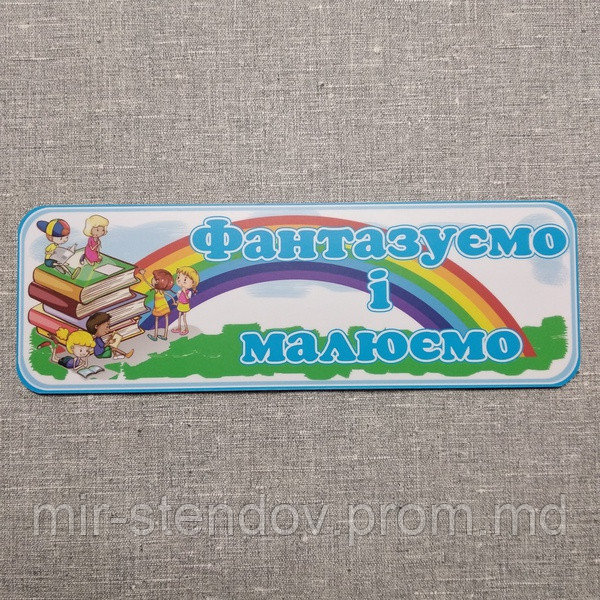 Фантазуємо
і
малюємо
mir-stendov.prom.md